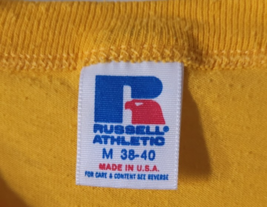 RUSSELL®
ATHLETIC
M 38-40
MADE IN U.S.A.
FOR CARE & CONTENT SEE REVERSE